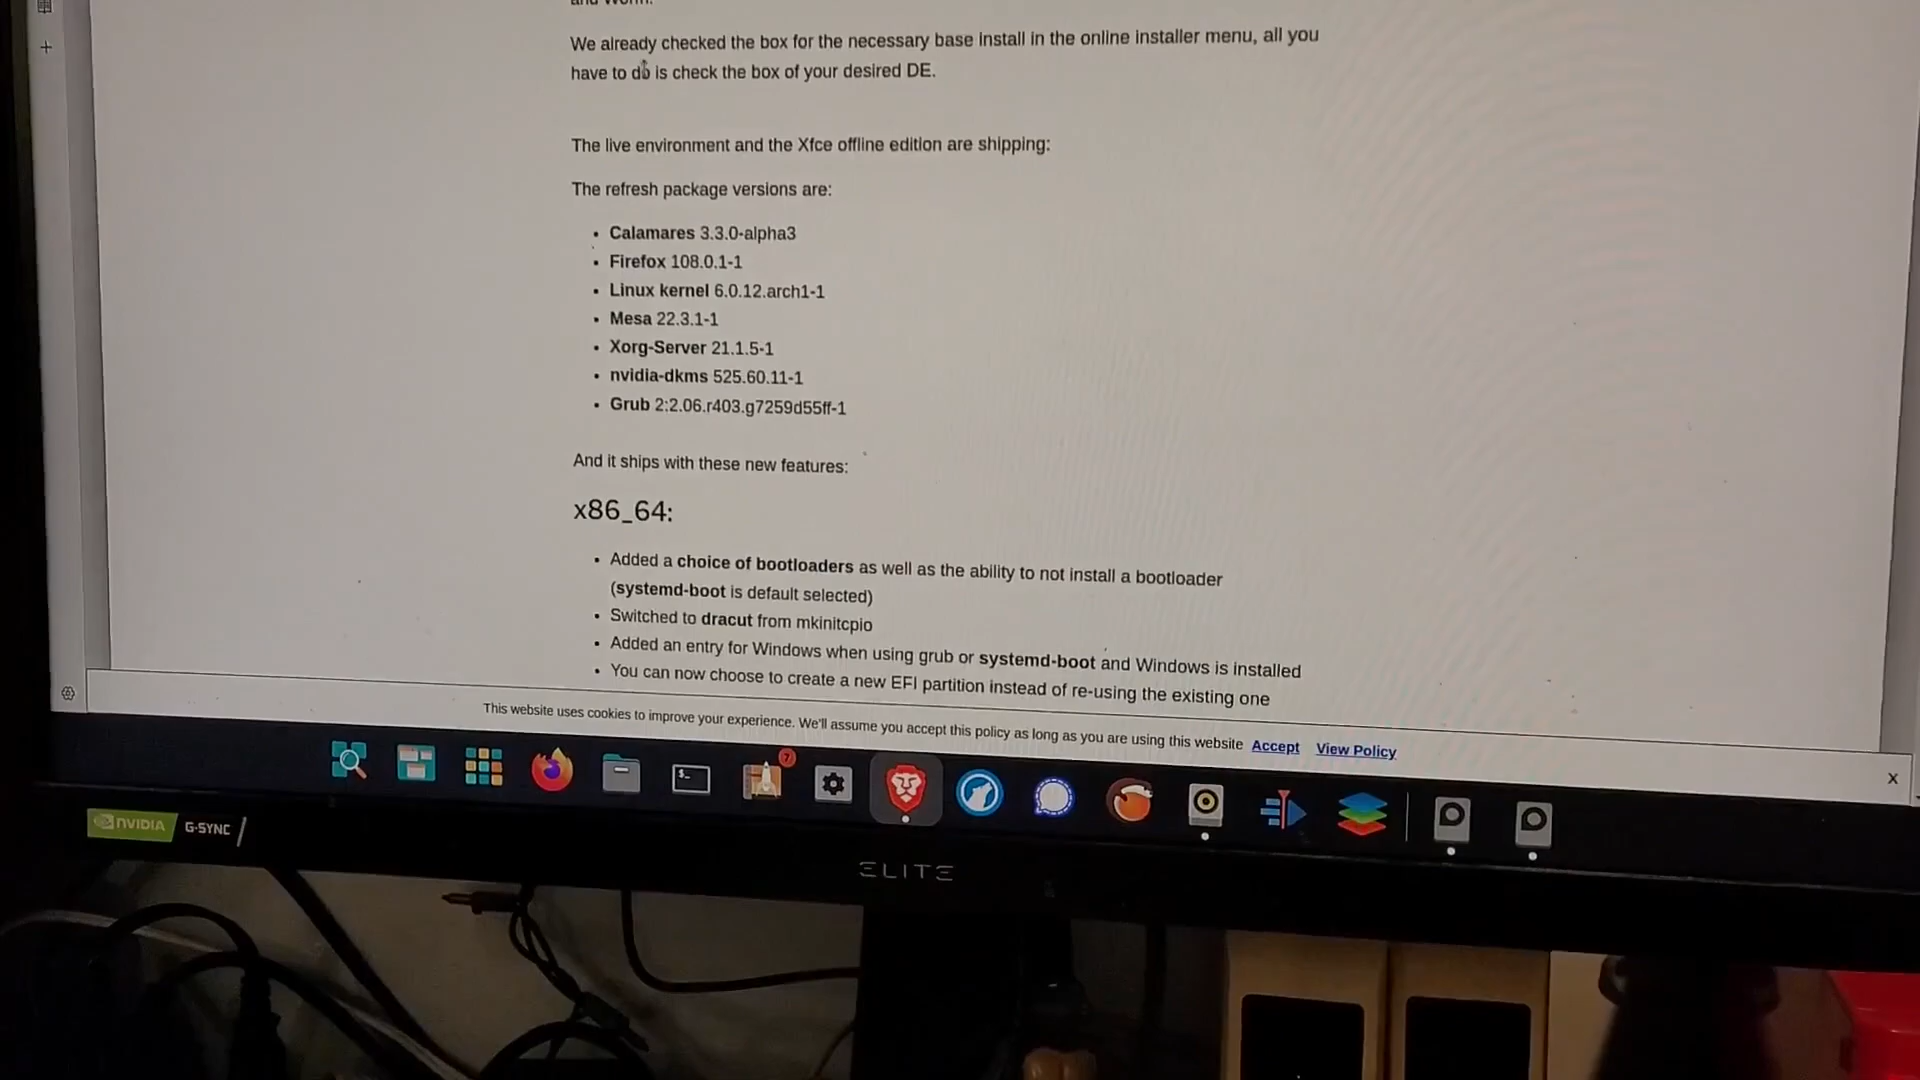 We already checked the box for the necessary base install in the online installer menu, all you
have to do is check the box of your desired DE.
The live environment and the Xfce offline edition are shipping:
The refresh package versions are:
Calamares 3.3.0-alpha3
Firefox 108.0.1-1
Linux kernel 6.0.12.arch1-1
Mesa 22.3.1-1
Xorg-Server 21.1.5-1
nvidia-dkms 525.60.11-1
Grub 2:2.06.r403.g7259d55ff-1
And it ships with these new features:
x86_64:
Added a choice of bootloaders as well as the ability to not install a bootloader
(systemd-boot is default selected)
Switched to dracut from mkinitcpio
Added an entry for Windows when using grub or systemd-boot and Windows is installed
You can now choose to create a new EFI partition instead of re-using the existing one
This website uses cookies to improve your experience. We'll assume you accept this policy as long as you are using this website Accept View Policy
x
NVIDIA G-SYNC
ELITE